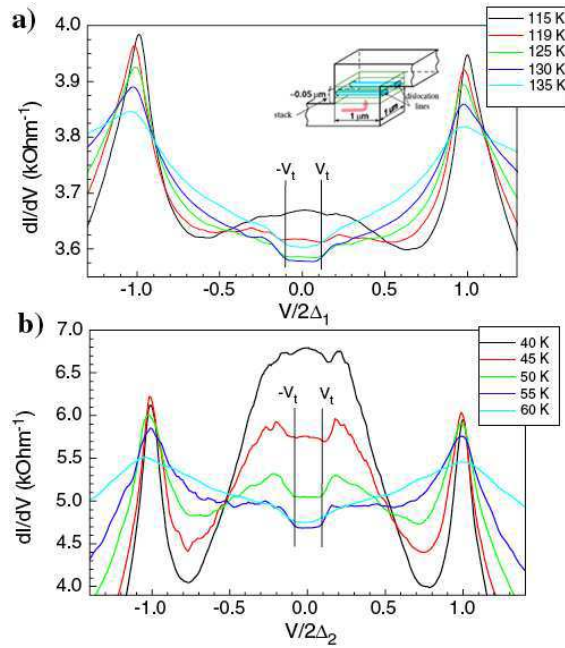 a)
4.0
3.9
3.8
3.7
3.6
dI/dV (kOhm⁻¹)
-1.0 -0.5 0.0 0.5 1.0
V/2Δ₁
-Vₜ Vₜ
115 K
119 K
125 K
130 K
135 K
~0.05 μm
stack
1 μm
1 μm
dislocation
lines
b)
7.0
6.5
6.0
5.5
5.0
4.5
4.0
dI/dV (kOhm⁻¹)
-1.0 -0.5 0.0 0.5 1.0
V/2Δ₂
-Vₜ Vₜ
40 K
45 K
50 K
55 K
60 K